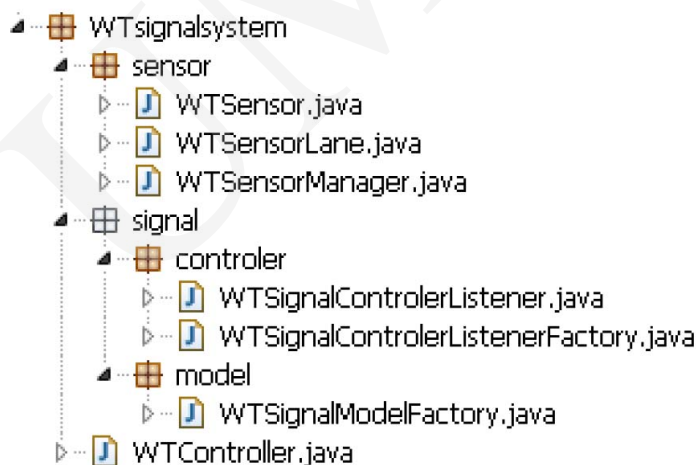 WTsignalsystem
sensor
WTSensor.java
WTSensorLane.java
WTSensorManager.java
signal
controler
WTSignalControlerListener.java
WTSignalControlerListenerFactory.java
model
WTSignalModelFactory.java
WTController.java